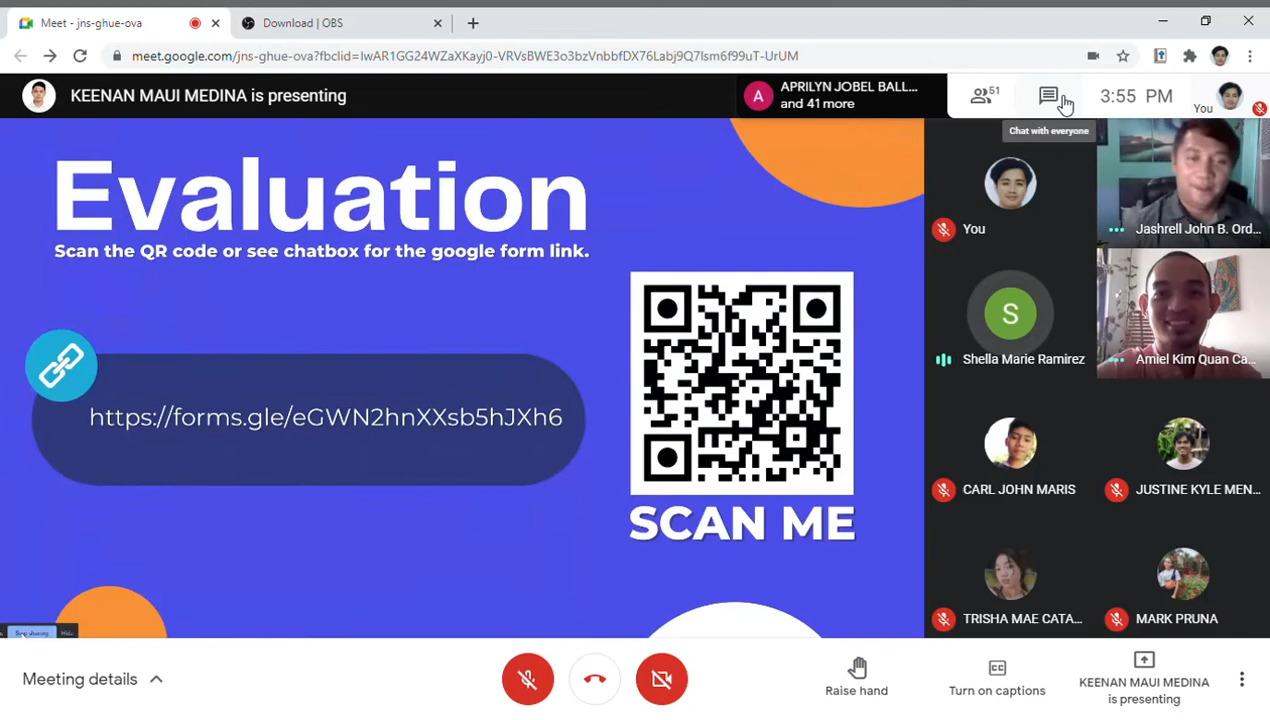 Meet - jns-ghue-ova
Download | OBS
meet.google.com/jns-ghue-ova?fbclid=IwAR1GG24WZaXKayj0-VRVsBWE3o3bzVnbbfDX76Labj9Q7Ism6f99uT-UrUM
KEENAN MAUI MEDINA is presenting
A
APRILYN JOBEL BALL...
and 41 more
51
3:55 PM
You
Chat with everyone
Evaluation
Scan the QR code or see chatbox for the google form link.
https://forms.gle/eGWN2hnXXsb5hJXh6
SCAN ME
You
Jashrell John B. Ord...
S
Shella Marie Ramirez
Amiel Kim Quan Ca...
CARL JOHN MARIS
JUSTINE KYLE MEN...
TRISHA MAE CATA...
MARK PRUNA
Stop sharing
Hide
Meeting details
Raise hand
CC
Turn on captions
KEENAN MAUI MEDINA
is presenting